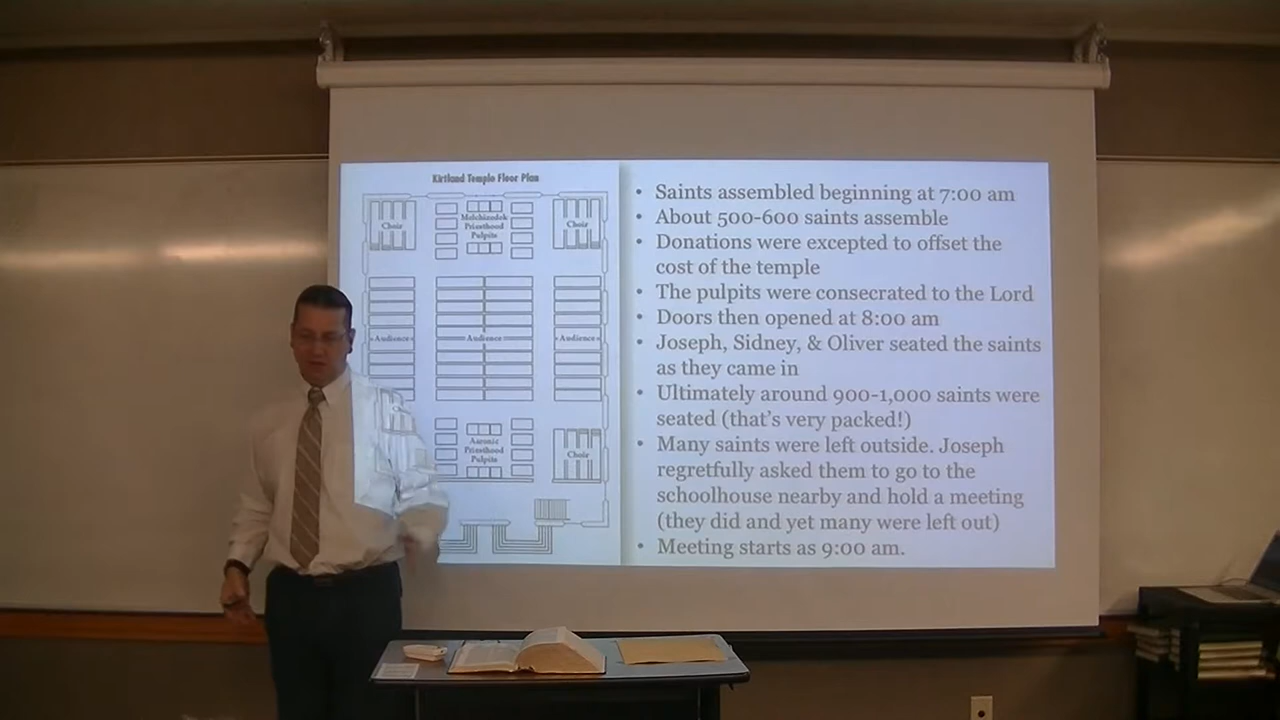 Kirtland Temple Floor Plan
Choir
Melchizedek
Priesthood
Pulpits
Choir
Audience
Audience
Audience
Aaronic
Priesthood
Pulpits
Choir
• Saints assembled beginning at 7:00 am
• About 500-600 saints assemble
• Donations were excepted to offset the
cost of the temple
• The pulpits were consecrated to the Lord
• Doors then opened at 8:00 am
• Joseph, Sidney, & Oliver seated the saints
as they came in
• Ultimately around 900-1,000 saints were
seated (that's very packed!)
• Many saints were left outside. Joseph
regretfully asked them to go to the
schoolhouse nearby and hold a meeting
(they did and yet many were left out)
• Meeting starts as 9:00 am.